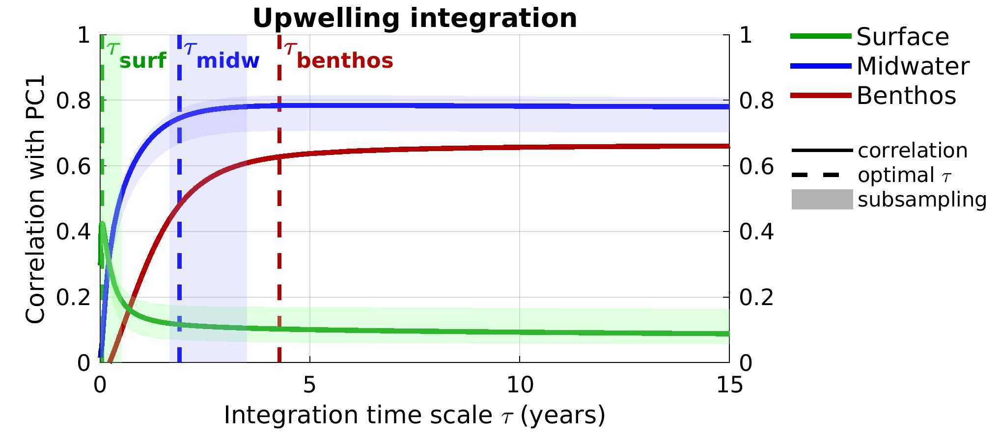 Upwelling integration
τsurf τmidw τbenthos
Correlation with PC1
1
0.8
0.6
0.4
0.2
0
1
0.8
0.6
0.4
0.2
0
0 5 10 15
Integration time scale τ (years)
Surface
Midwater
Benthos
correlation
optimal τ
subsampling